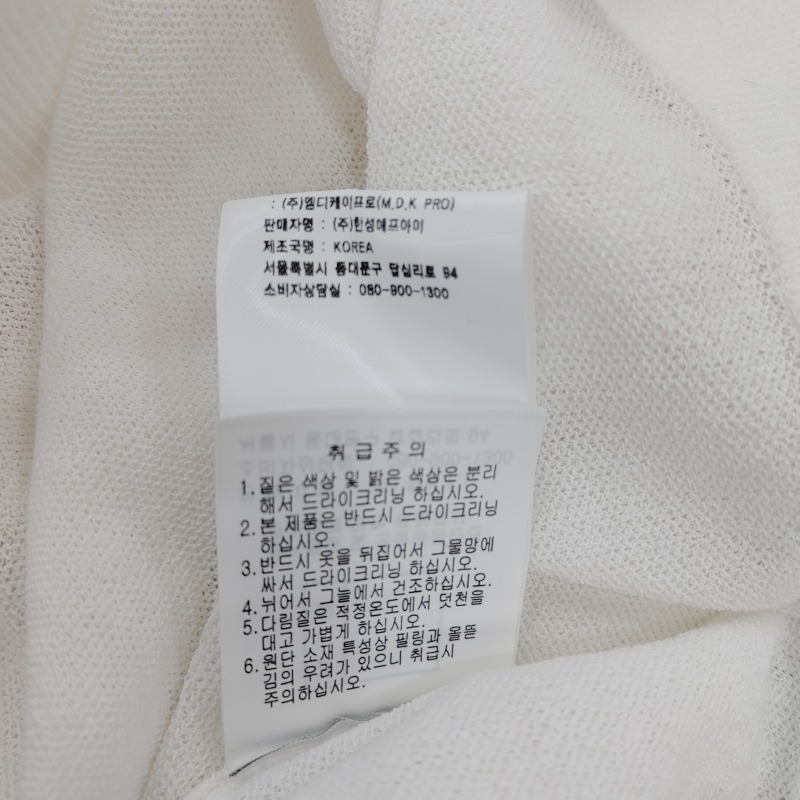 : (주)엠디케이프로(M.D.K PRO)
판매자명 : (주)한성에프아이
제조국명 : KOREA
서울특별시 동대문구 답십리로 94
소비자상담실 : 080-900-1300
취급주의
1. 짙은 색상 및 밝은 색상은 분리
해서 드라이크리닝 하십시오.
2. 본 제품은 반드시 드라이크리닝
하십시오.
3. 반드시 옷을 뒤집어서 그물망에
싸서 드라이크리닝 하십시오.
4. 뉘어서 그늘에서 건조하십시오.
5. 다림질은 적정온도에서 덧천을
대고 가볍게 하십시오.
6. 원단 소재 특성상 필링과 올뜯
김의 우려가 있으니 취급시
주의하십시오.